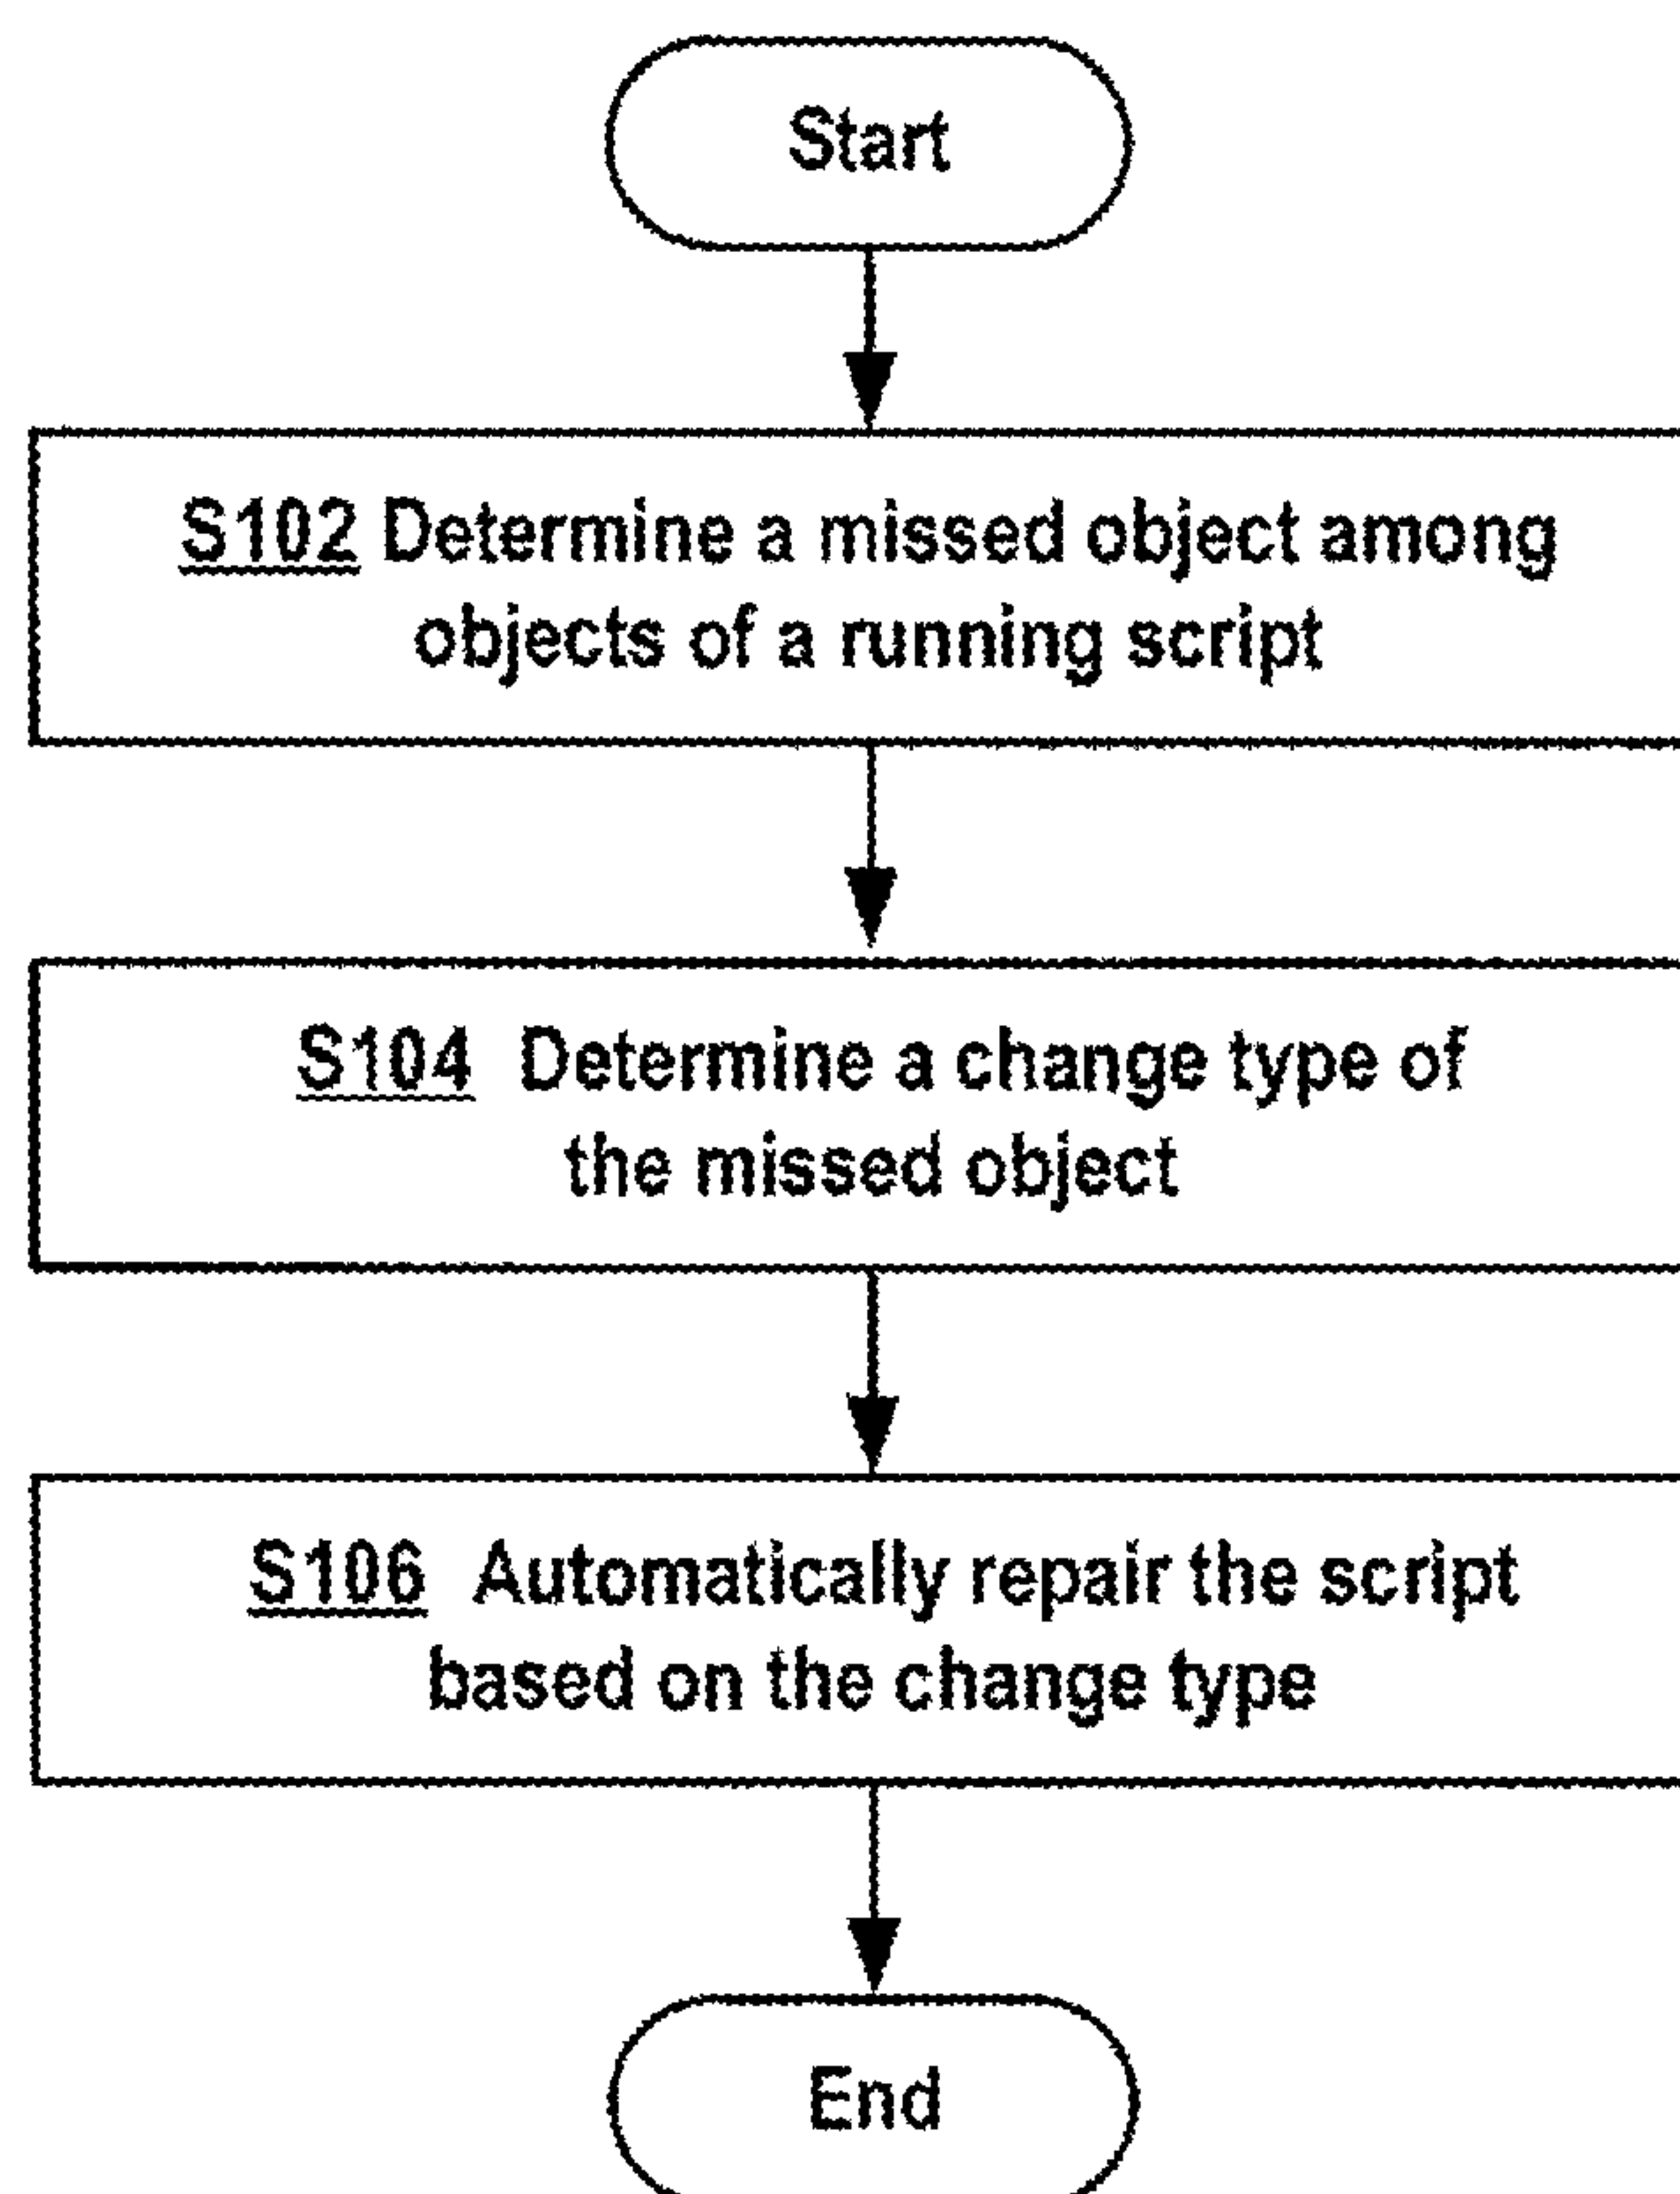 Start
S102 Determine a missed object among
objects of a running script
S104 Determine a change type of
the missed object
S106 Automatically repair the script
based on the change type
End